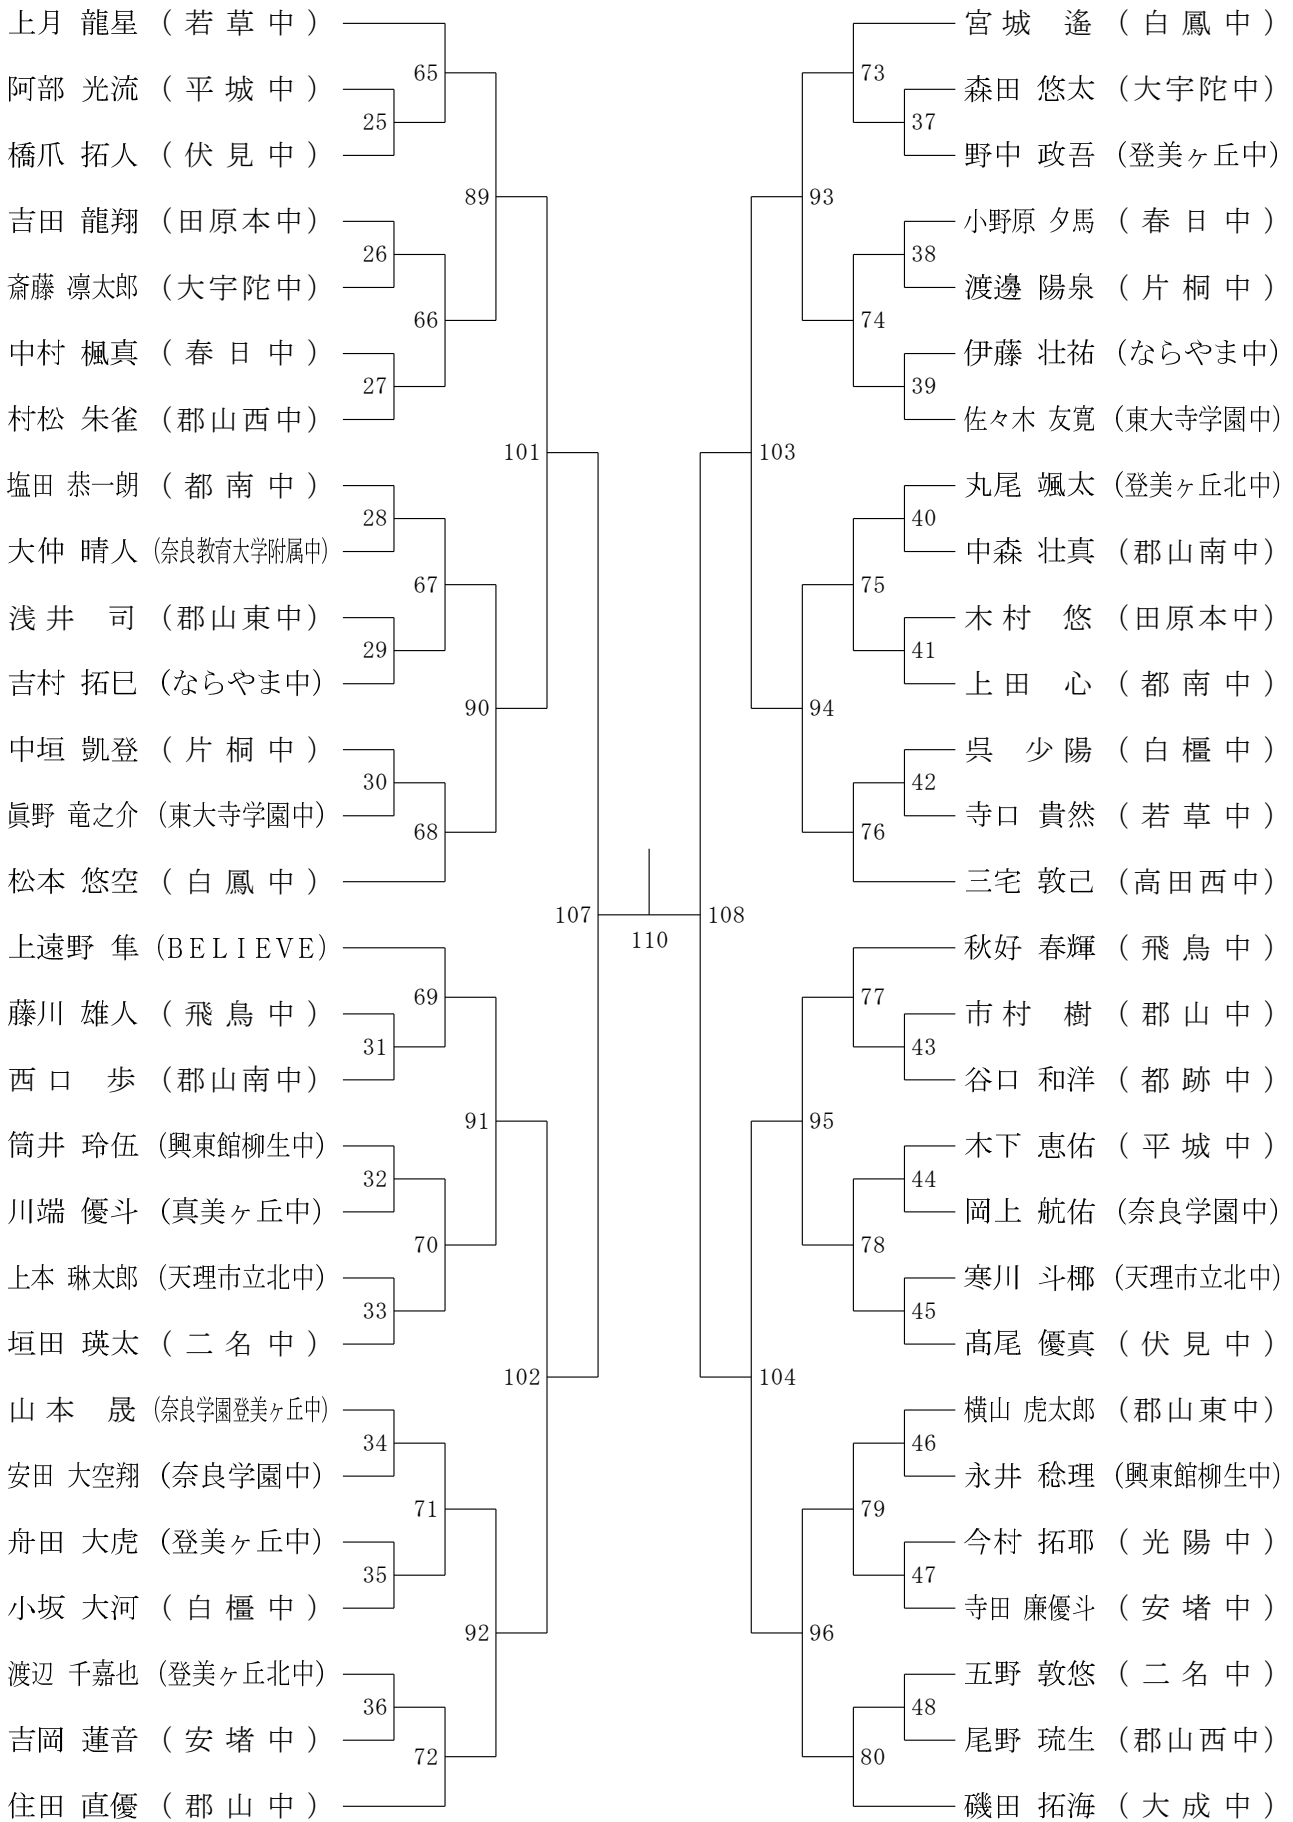 上月 龍星 (若草中)
65
阿部 光流 (平城中)
25
橋爪 拓人 (伏見中)
89
吉田 龍翔 (田原本中)
26
斎藤 凛太郎 (大宇陀中)
66
中村 楓真 (春日中)
27
村松 朱雀 (郡山西中)
101
塩田 恭一朗 (都南中)
28
大仲 晴人 (奈良教育大学附属中)
67
浅井 司 (郡山東中)
29
吉村 拓巳 (ならやま中)
90
中垣 凱登 (片桐中)
30
眞野 竜之介 (東大寺学園中)
68
松本 悠空 (白鳳中)
107
上遠野 隼 (BELIEVE)
69
藤川 雄人 (飛鳥中)
31
西口 歩 (郡山南中)
91
筒井 玲伍 (興東館柳生中)
32
川端 優斗 (真美ヶ丘中)
70
上本 琳太郎 (天理市立北中)
33
垣田 瑛太 (二名中)
102
山本 晟 (奈良学園登美ヶ丘中)
34
安田 大空翔 (奈良学園中)
71
舟田 大虎 (登美ヶ丘中)
35
小坂 大河 (白橿中)
92
渡辺 千嘉也 (登美ヶ丘北中)
36
吉岡 蓮音 (安堵中)
72
住田 直優 (郡山中)
110
宮城 遙 (白鳳中)
73
森田 悠太 (大宇陀中)
37
野中 政吾 (登美ヶ丘中)
93
小野原 夕馬 (春日中)
38
渡邊 陽泉 (片桐中)
74
伊藤 壮祐 (ならやま中)
39
佐々木 友寛 (東大寺学園中)
103
丸尾 颯太 (登美ヶ丘北中)
40
中森 壮真 (郡山南中)
75
木村 悠 (田原本中)
41
上田 心 (都南中)
94
呉 少陽 (白橿中)
42
寺口 貴然 (若草中)
76
三宅 敦己 (高田西中)
108
秋好 春輝 (飛鳥中)
77
市村 樹 (郡山中)
43
谷口 和洋 (都跡中)
95
木下 恵佑 (平城中)
44
岡上 航佑 (奈良学園中)
78
寒川 斗椰 (天理市立北中)
45
髙尾 優真 (伏見中)
104
横山 虎太郎 (郡山東中)
46
永井 稔理 (興東館柳生中)
79
今村 拓耶 (光陽中)
47
寺田 廉優斗 (安堵中)
96
五野 敦悠 (二名中)
48
尾野 琉生 (郡山西中)
80
磯田 拓海 (大成中)